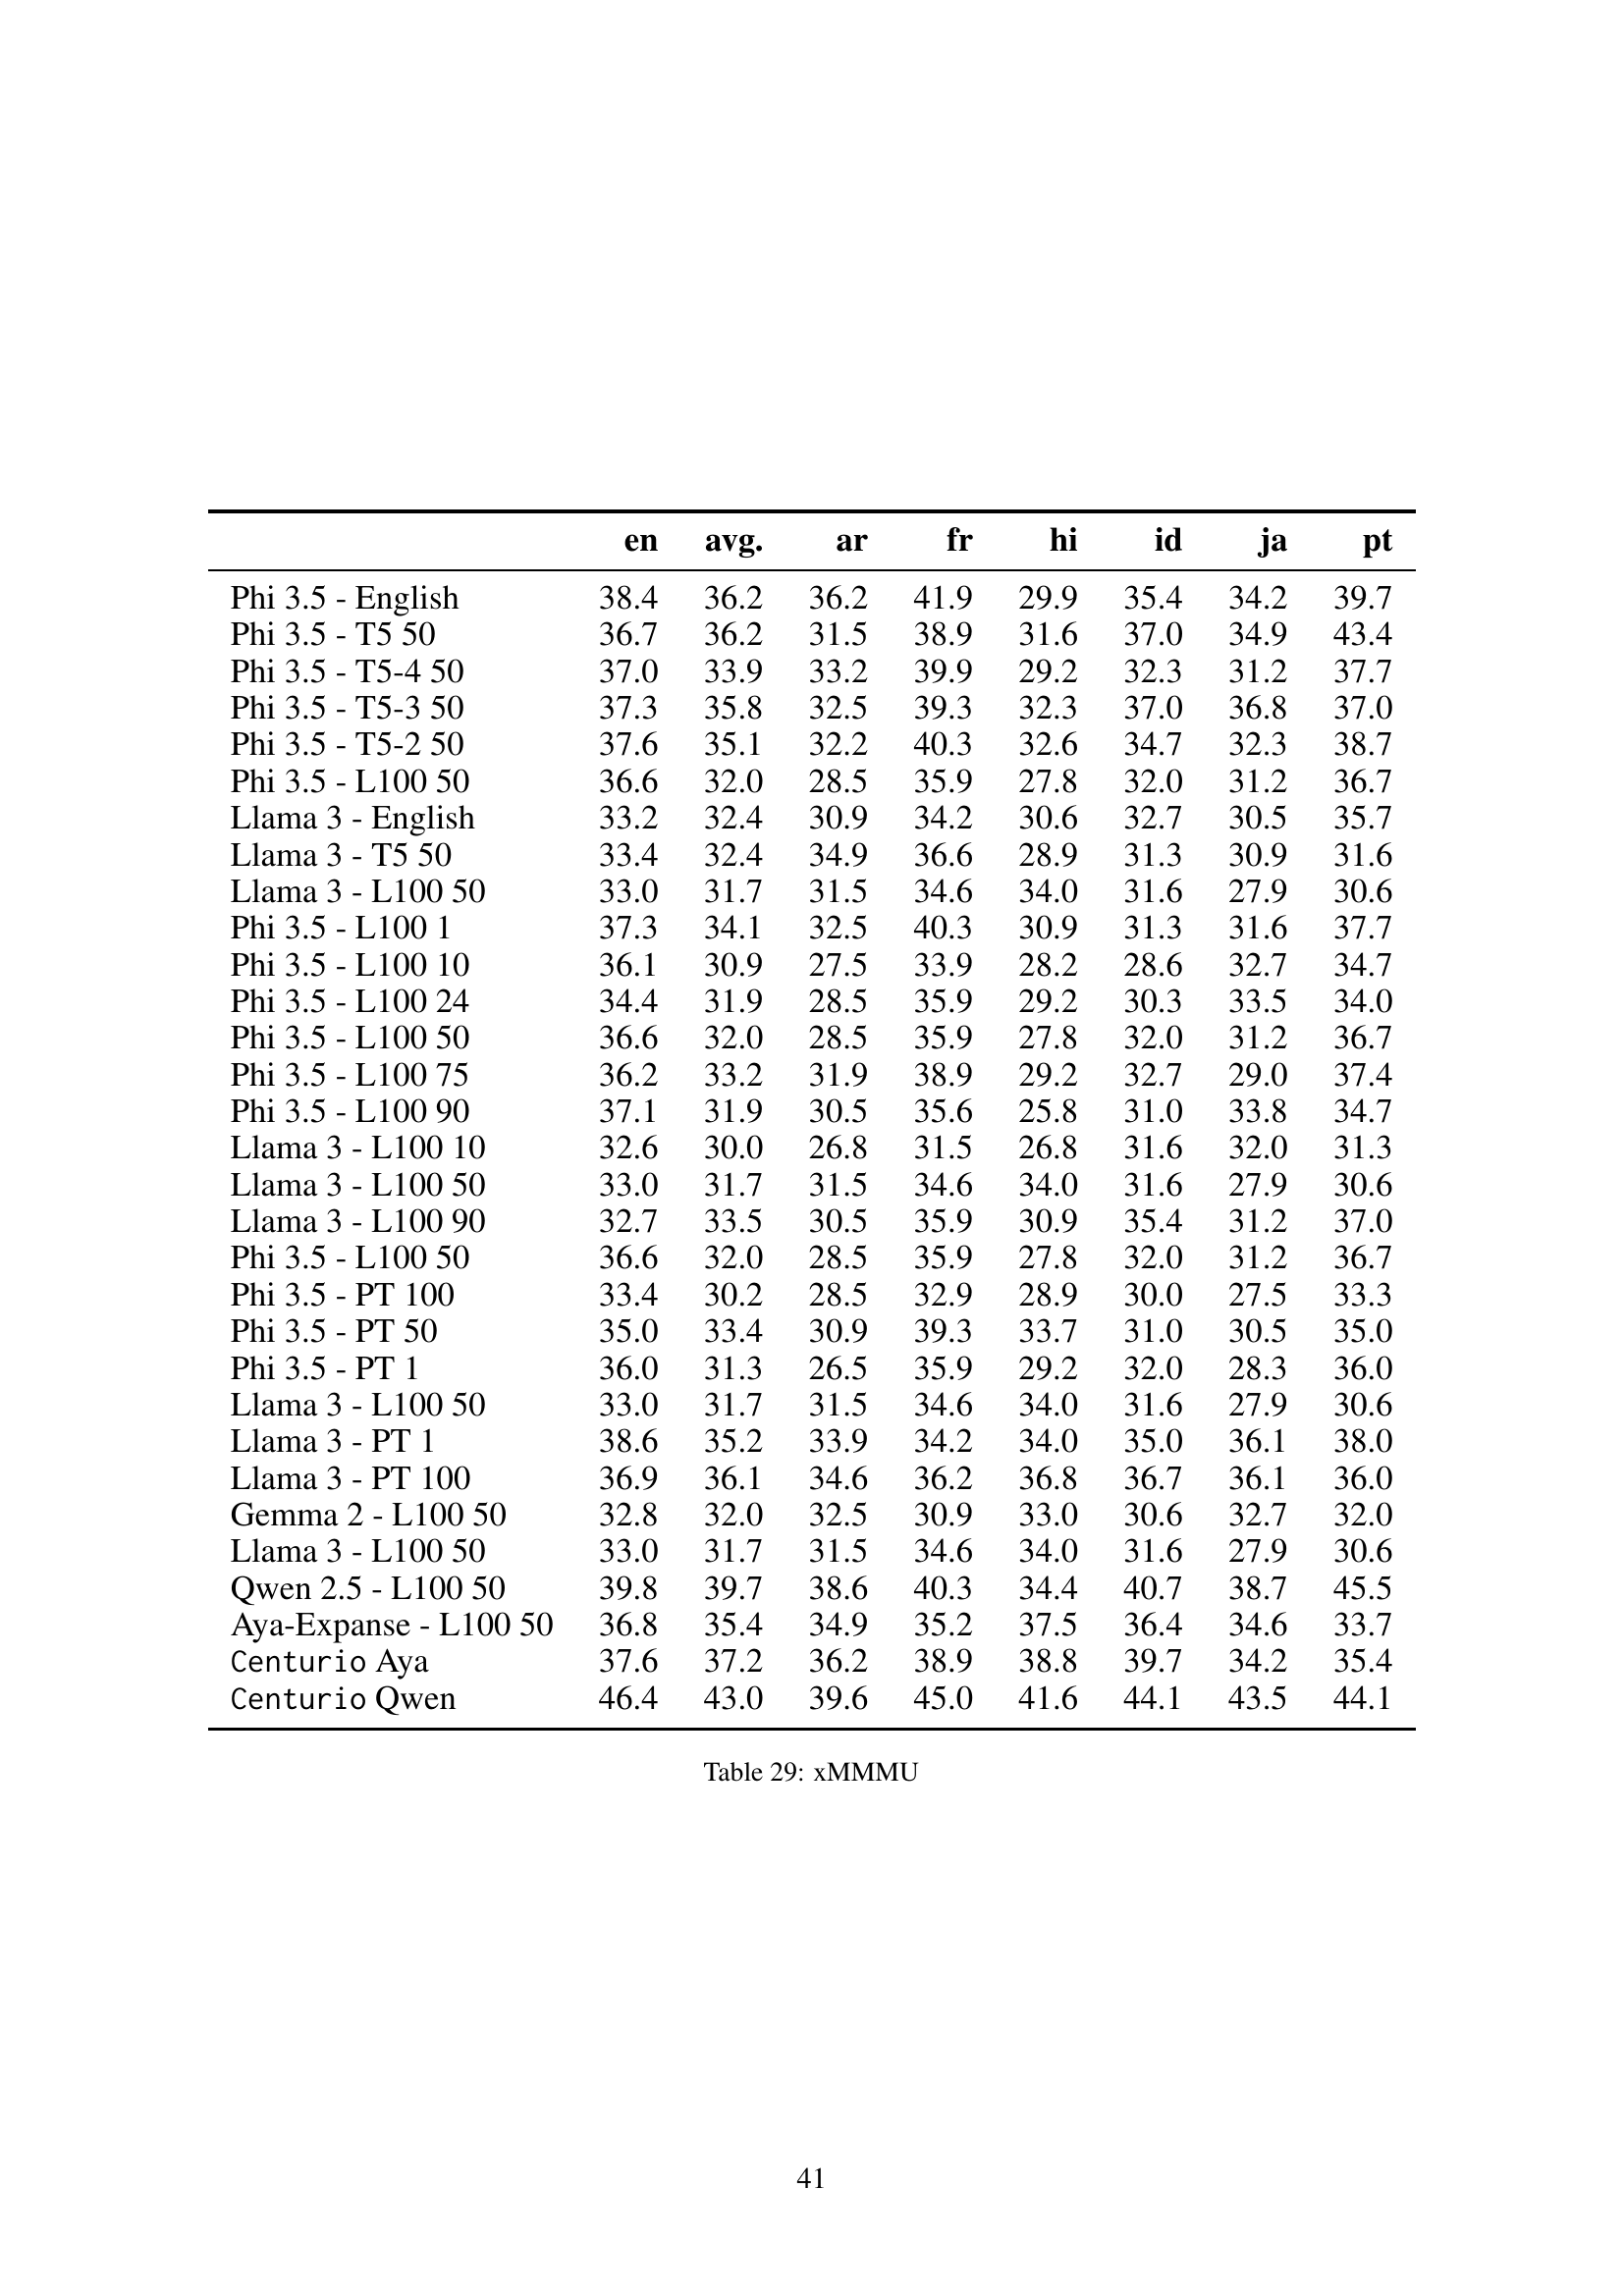 en avg. ar fr hi id ja pt
Phi 3.5 - English 38.4 36.2 36.2 41.9 29.9 35.4 34.2 39.7
Phi 3.5 - T5 50 36.7 36.2 31.5 38.9 31.6 37.0 34.9 43.4
Phi 3.5 - T5-4 50 37.0 33.9 33.2 39.9 29.2 32.3 31.2 37.7
Phi 3.5 - T5-3 50 37.3 35.8 32.5 39.3 32.3 37.0 36.8 37.0
Phi 3.5 - T5-2 50 37.6 35.1 32.2 40.3 32.6 34.7 32.3 38.7
Phi 3.5 - L100 50 36.6 32.0 28.5 35.9 27.8 32.0 31.2 36.7
Llama 3 - English 33.2 32.4 30.9 34.2 30.6 32.7 30.5 35.7
Llama 3 - T5 50 33.4 32.4 34.9 36.6 28.9 31.3 30.9 31.6
Llama 3 - L100 50 33.0 31.7 31.5 34.6 34.0 31.6 27.9 30.6
Phi 3.5 - L100 1 37.3 34.1 32.5 40.3 30.9 31.3 31.6 37.7
Phi 3.5 - L100 10 36.1 30.9 27.5 33.9 28.2 28.6 32.7 34.7
Phi 3.5 - L100 24 34.4 31.9 28.5 35.9 29.2 30.3 33.5 34.0
Phi 3.5 - L100 50 36.6 32.0 28.5 35.9 27.8 32.0 31.2 36.7
Phi 3.5 - L100 75 36.2 33.2 31.9 38.9 29.2 32.7 29.0 37.4
Phi 3.5 - L100 90 37.1 31.9 30.5 35.6 25.8 31.0 33.8 34.7
Llama 3 - L100 10 32.6 30.0 26.8 31.5 26.8 31.6 32.0 31.3
Llama 3 - L100 50 33.0 31.7 31.5 34.6 34.0 31.6 27.9 30.6
Llama 3 - L100 90 32.7 33.5 30.5 35.9 30.9 35.4 31.2 37.0
Phi 3.5 - L100 50 36.6 32.0 28.5 35.9 27.8 32.0 31.2 36.7
Phi 3.5 - PT 100 33.4 30.2 28.5 32.9 28.9 30.0 27.5 33.3
Phi 3.5 - PT 50 35.0 33.4 30.9 39.3 33.7 31.0 30.5 35.0
Phi 3.5 - PT 1 36.0 31.3 26.5 35.9 29.2 32.0 28.3 36.0
Llama 3 - L100 50 33.0 31.7 31.5 34.6 34.0 31.6 27.9 30.6
Llama 3 - PT 1 38.6 35.2 33.9 34.2 34.0 35.0 36.1 38.0
Llama 3 - PT 100 36.9 36.1 34.6 36.2 36.8 36.7 36.1 36.0
Gemma 2 - L100 50 32.8 32.0 32.5 30.9 33.0 30.6 32.7 32.0
Llama 3 - L100 50 33.0 31.7 31.5 34.6 34.0 31.6 27.9 30.6
Qwen 2.5 - L100 50 39.8 39.7 38.6 40.3 34.4 40.7 38.7 45.5
Aya-Expanse - L100 50 36.8 35.4 34.9 35.2 37.5 36.4 34.6 33.7
Centurio Aya 37.6 37.2 36.2 38.9 38.8 39.7 34.2 35.4
Centurio Qwen 46.4 43.0 39.6 45.0 41.6 44.1 43.5 44.1
Table 29: xMMMU
41